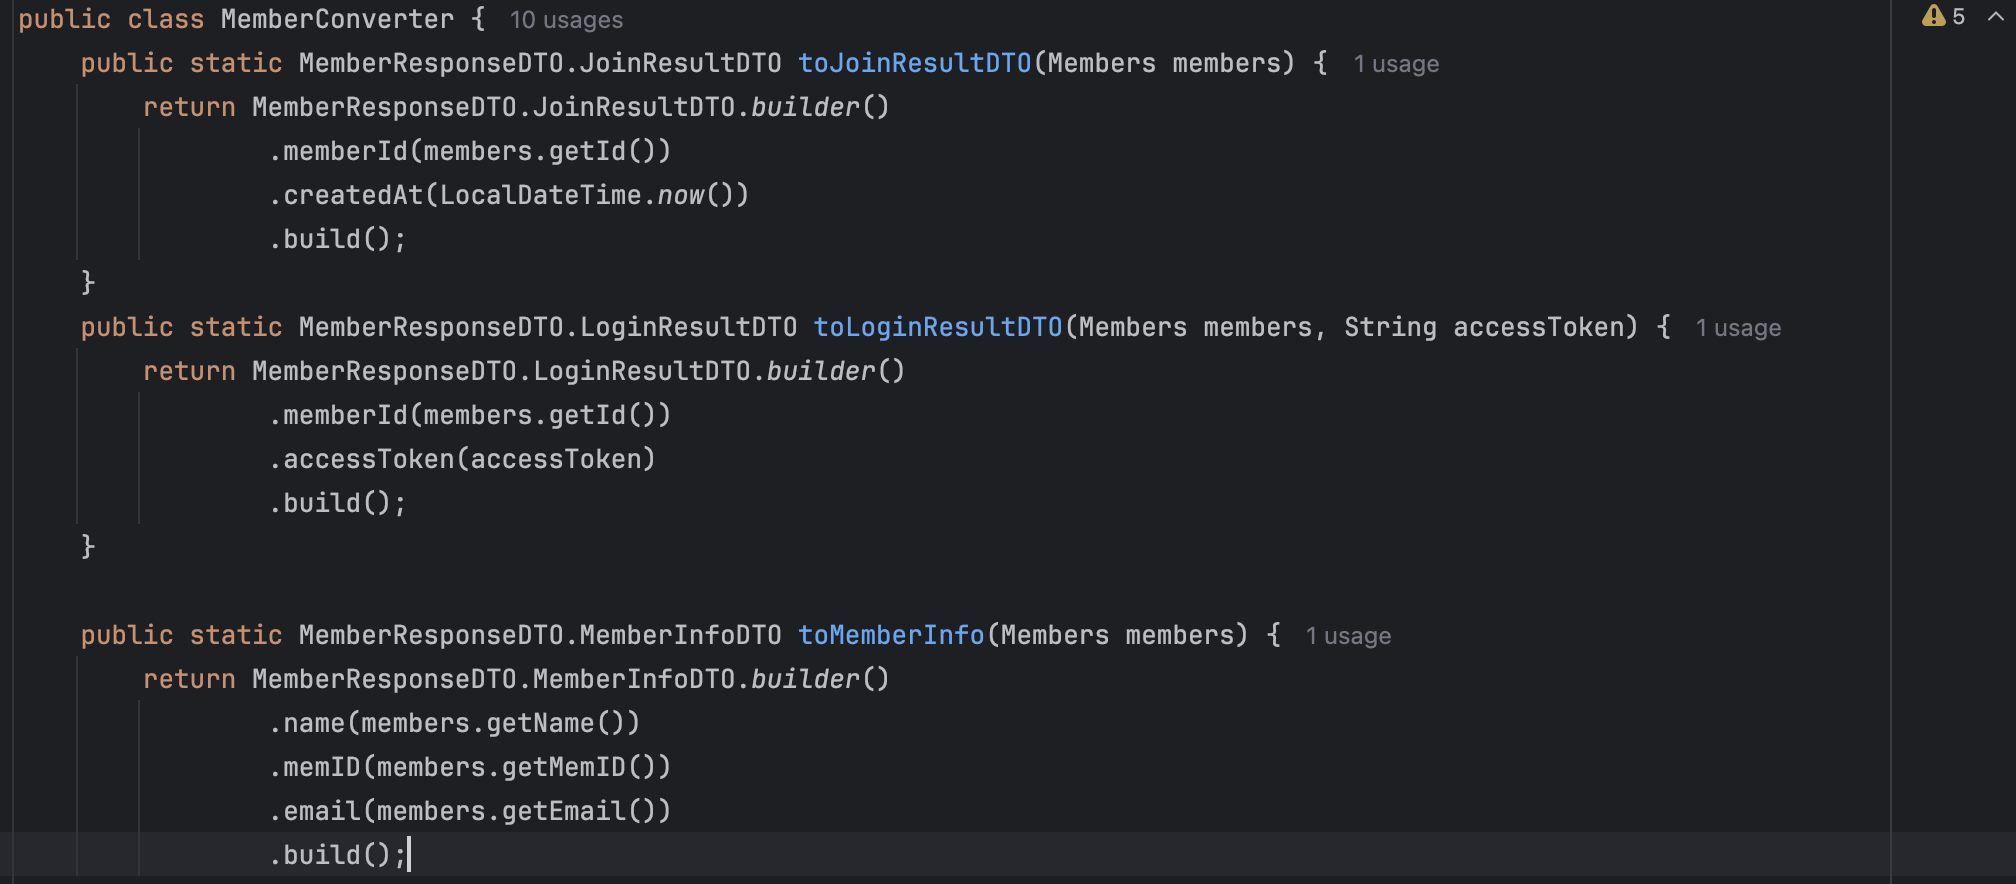 public class MemberConverter { 10 usages 5
public static MemberResponseDTO.JoinResultDTO toJoinResultDTO(Members members) { 1 usage
return MemberResponseDTO.JoinResultDTO.builder()
.memberId(members.getId())
.createdAt(LocalDateTime.now())
.build();
}
public static MemberResponseDTO.LoginResultDTO toLoginResultDTO(Members members, String accessToken) { 1 usage
return MemberResponseDTO.LoginResultDTO.builder()
.memberId(members.getId())
.accessToken(accessToken)
.build();
}
public static MemberResponseDTO.MemberInfoDTO toMemberInfo(Members members) { 1 usage
return MemberResponseDTO.MemberInfoDTO.builder()
.name(members.getName())
.memID(members.getMemID())
.email(members.getEmail())
.build();